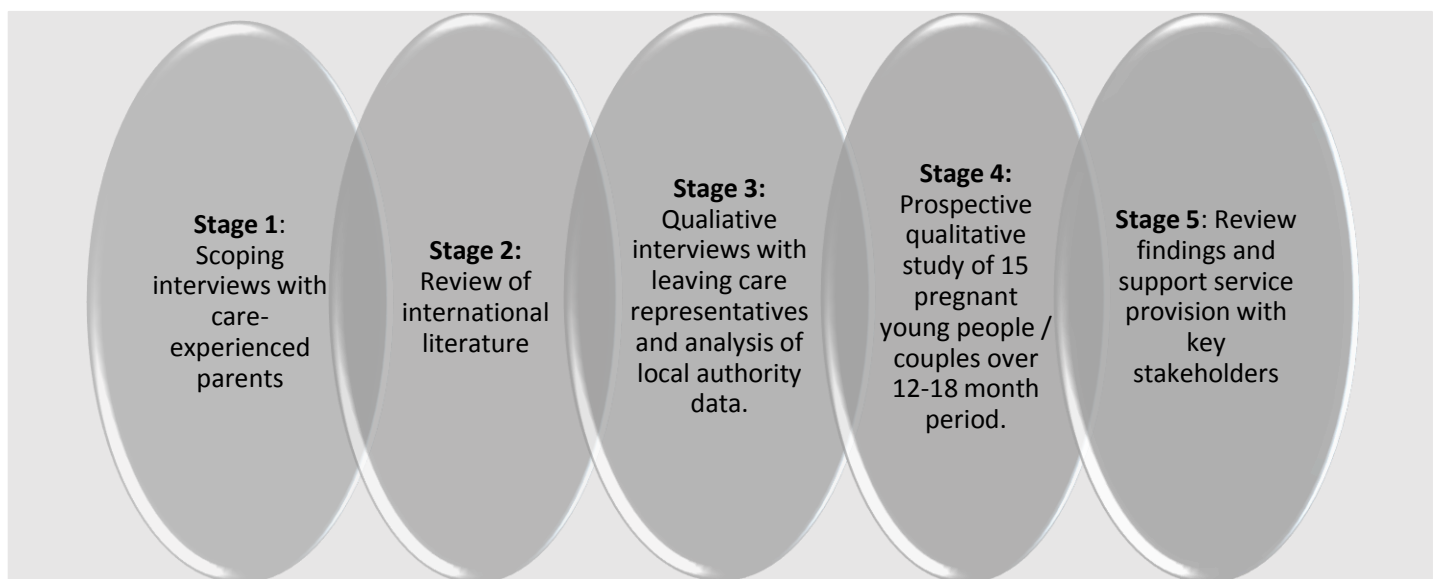 Stage 1:
Scoping
interviews with
care-
experienced
parents
Stage 2:
Review of
international
literature
Stage 3:
Qualiative
interviews with
leaving care
representatives
and analysis of
local authority
data.
Stage 4:
Prospective
qualitative
study of 15
pregnant
young people /
couples over
12-18 month
period.
Stage 5: Review
findings and
support service
provision with
key
stakeholders